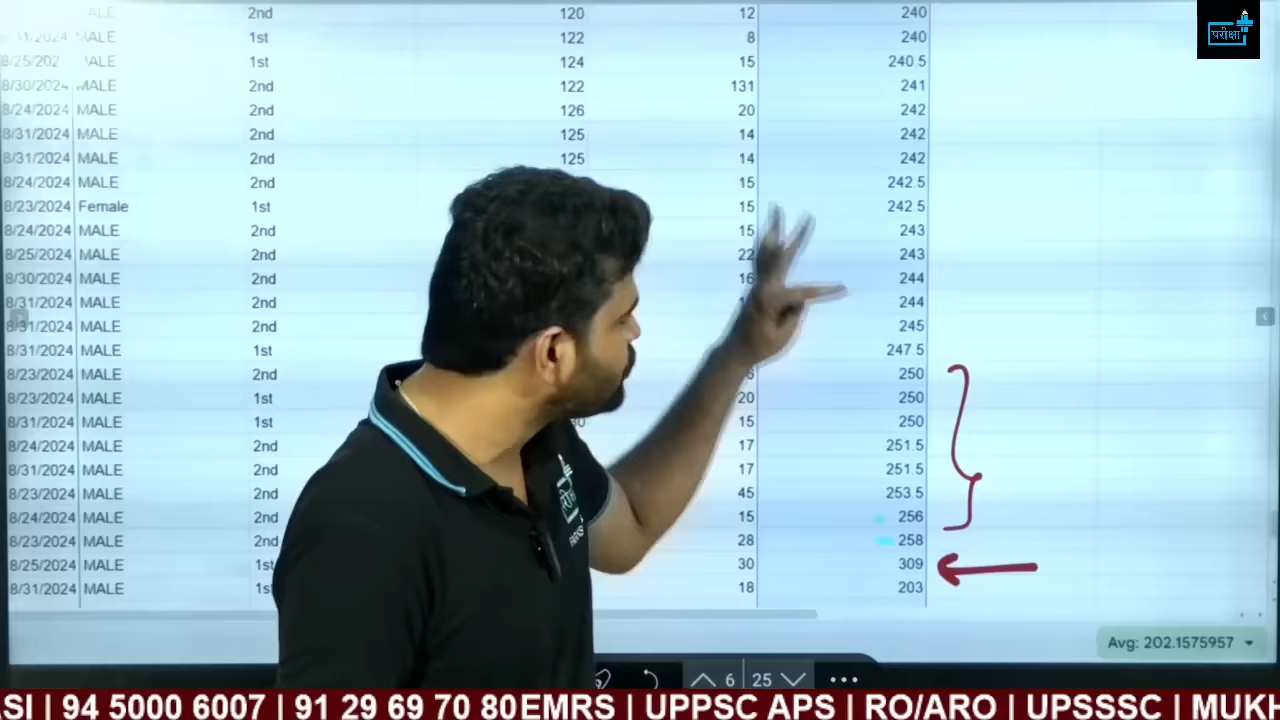 ALE 2nd 120 12 240
MALE 1st 122 8 240
परीक्षा
1st 124 15 240.5
8/30/2024 MALE 2nd 122 131 241
8/24/2024 MALE 2nd 126 20 242
8/31/2024 MALE 2nd 125 14 242
8/31/2024 MALE 2nd 125 14 242
8/24/2024 MALE 2nd 15 242.5
8/23/2024 Female 1st 15 242.5
8/24/2024 MALE 2nd 15 243
8/25/2024 MALE 2nd 22 243
8/30/2024 MALE 2nd 16 244
8/31/2024 MALE 2nd 244
8/31/2024 MALE 2nd 245
8/31/2024 MALE 1st 247.5
8/23/2024 MALE 2nd 250
8/23/2024 MALE 1st 20 250
8/31/2024 MALE 1st 15 250
8/24/2024 MALE 2nd 17 251.5
8/31/2024 MALE 2nd 17 251.5
8/23/2024 MALE 2nd 45 253.5
8/24/2024 MALE 2nd 15 256
8/23/2024 MALE 2nd 28 258
8/25/2024 MALE 1st 30 309
8/31/2024 MALE 1st 18 203
Avg: 202.1575957
6 25
SI | 94 5000 6007 | 91 29 69 70 80 EMRS | UPPSC APS | RO/ARO | UPSSSC | MUKH